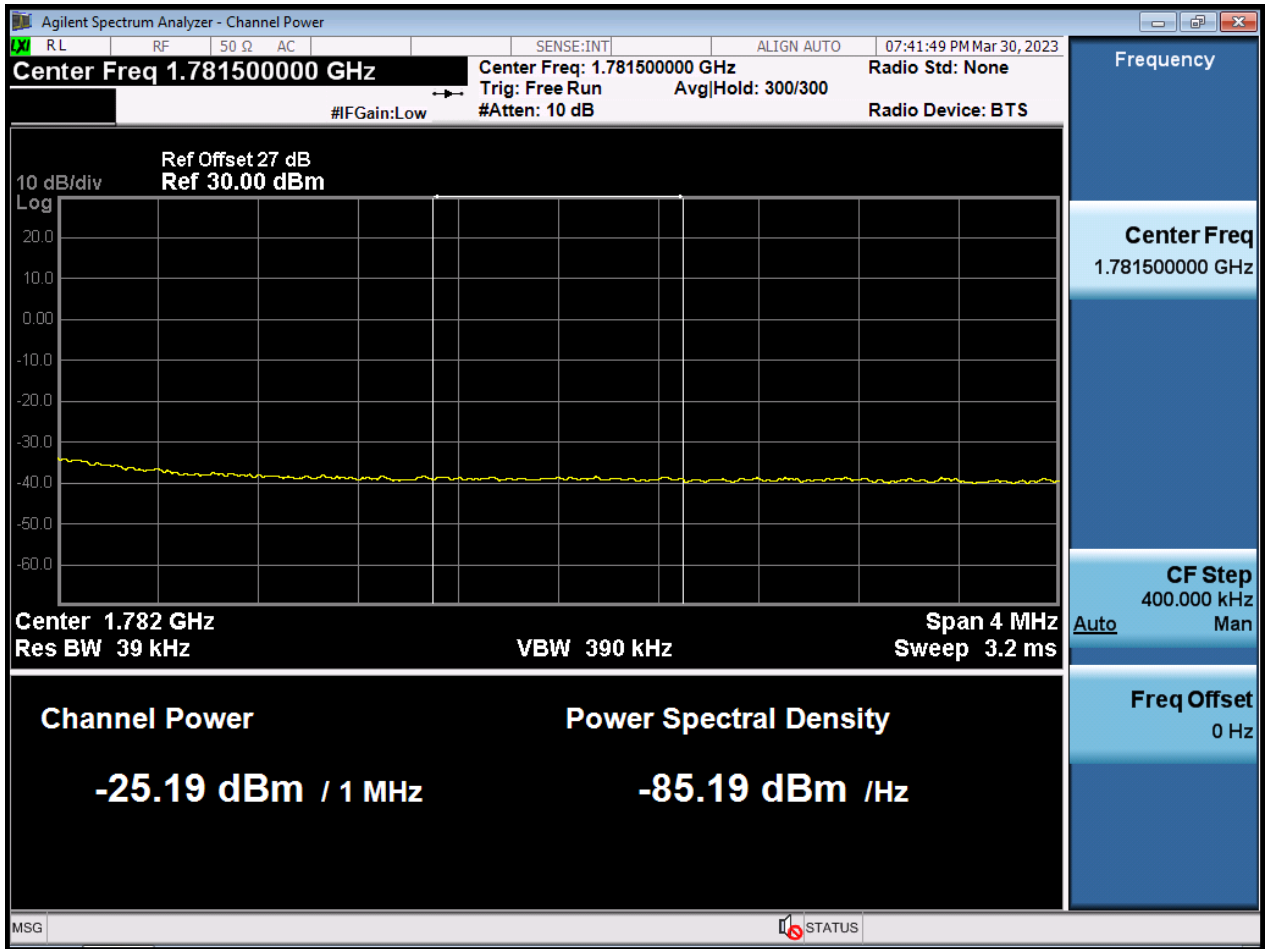 Agilent Spectrum Analyzer - Channel Power
LXI RL RF 50 Ω AC SENSE:INT ALIGN AUTO 07:41:49 PM Mar 30, 2023
Center Freq 1.781500000 GHz
#IFGain:Low
Center Freq: 1.781500000 GHz
Trig: Free Run Avg|Hold: 300/300
#Atten: 10 dB
Radio Std: None
Radio Device: BTS
Ref Offset 27 dB
10 dB/div Ref 30.00 dBm
Log
20.0
10.0
0.00
-10.0
-20.0
-30.0
-40.0
-50.0
-60.0
Center 1.782 GHz Span 4 MHz
Res BW 39 kHz VBW 390 kHz Sweep 3.2 ms
Channel Power Power Spectral Density
-25.19 dBm / 1 MHz -85.19 dBm /Hz
Frequency
Center Freq
1.781500000 GHz
CF Step
400.000 kHz
Auto Man
Freq Offset
0 Hz
MSG STATUS